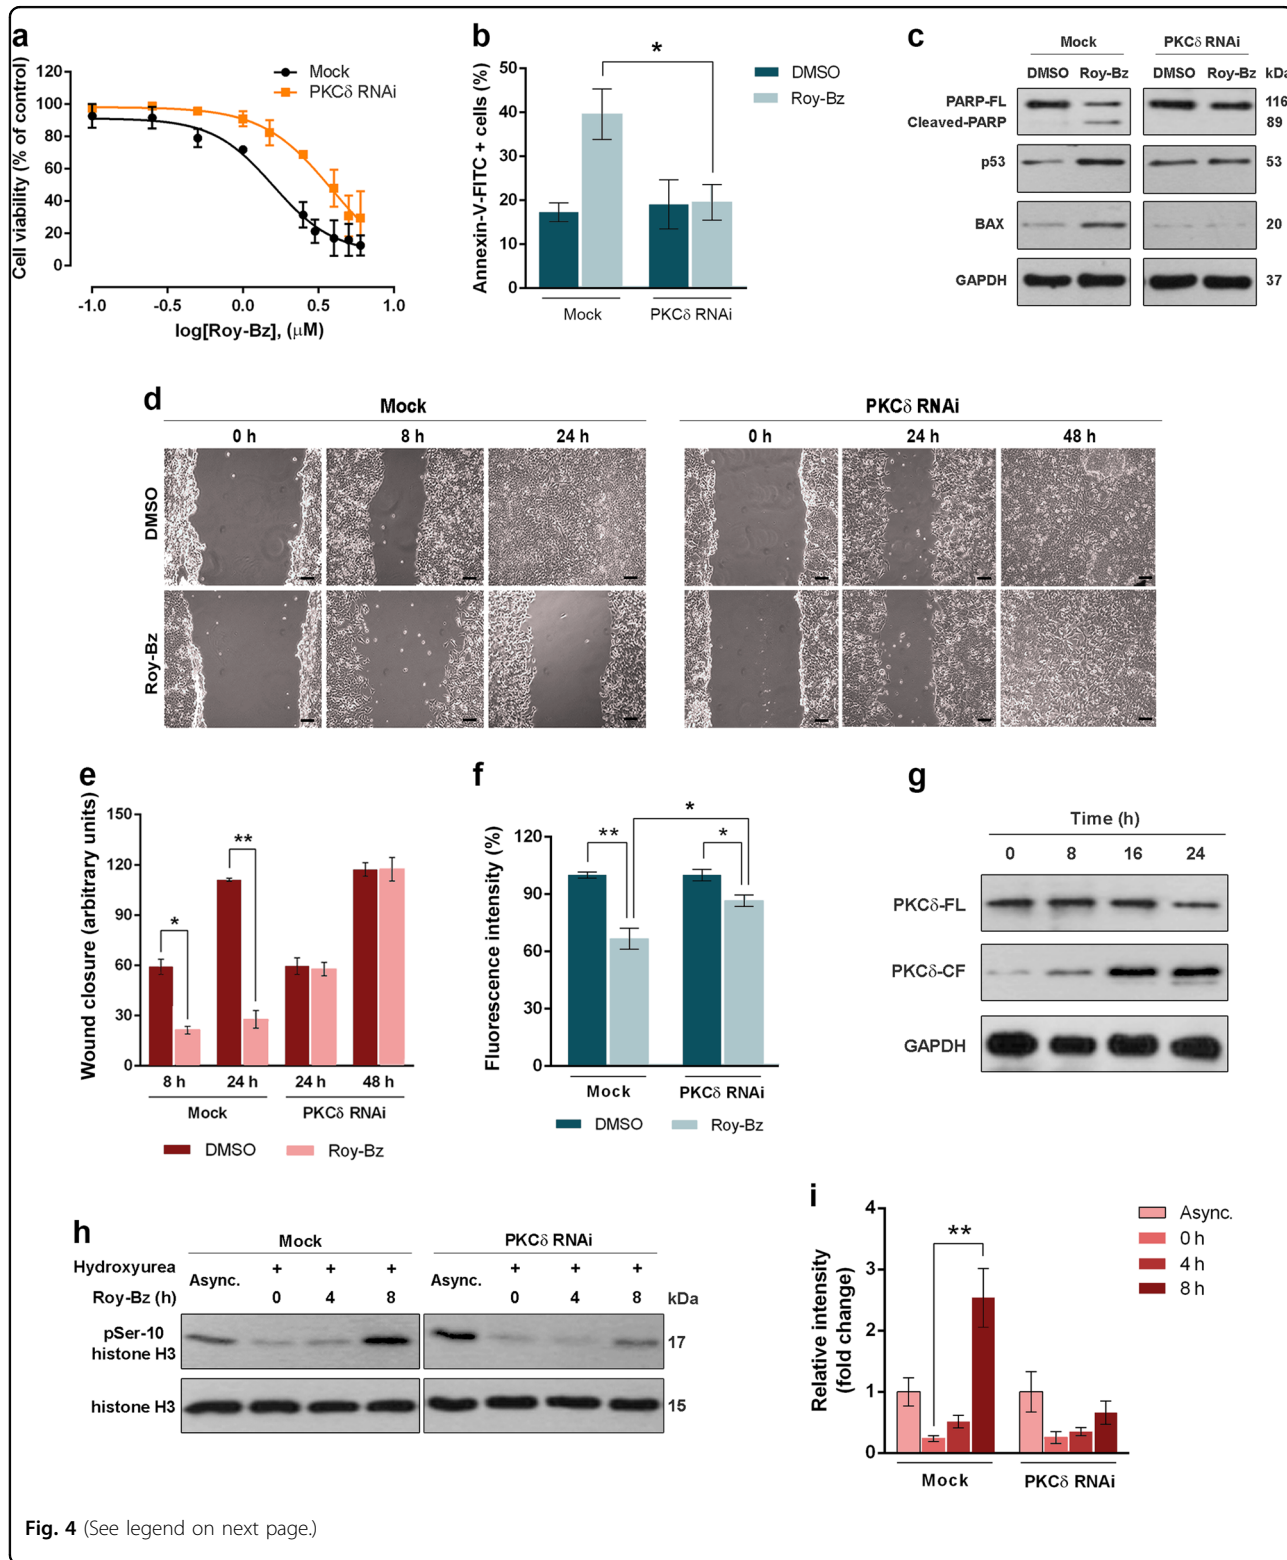 a
Cell viability (% of control)
120
100
80
60
40
20
0
-1.0
-0.5
0.0
0.5
1.0
log[Roy-Bz], (µM)
Mock
PKCδ RNAi
b
Annexin-V-FITC + cells (%)
50
40
30
20
10
0
*
DMSO
Roy-Bz
Mock
PKCδ RNAi
c
Mock
PKCδ RNAi
DMSO Roy-Bz DMSO Roy-Bz kDa
PARP-FL 116
Cleaved-PARP 89
p53 53
BAX 20
GAPDH 37
d
Mock
PKCδ RNAi
0 h 8 h 24 h 0 h 24 h 48 h
DMSO
Roy-Bz
e
Wound closure (arbitrary units)
150
120
90
60
30
0
*
**
8 h 24 h 24 h 48 h
Mock PKCδ RNAi
DMSO Roy-Bz
f
Fluorescence intensity (%)
120
90
60
30
0
** * *
Mock PKCδ RNAi
DMSO Roy-Bz
g
Time (h)
0 8 16 24
PKCδ-FL
PKCδ-CF
GAPDH
h
Mock PKCδ RNAi
Hydroxyurea Async. + + + Async. + + +
Roy-Bz (h) 0 4 8 0 4 8 kDa
pSer-10
histone H3 17
histone H3 15
i
Relative intensity
(fold change)
4
3
2
1
0
**
Async.
0 h
4 h
8 h
Mock PKCδ RNAi
Fig. 4 (See legend on next page.)